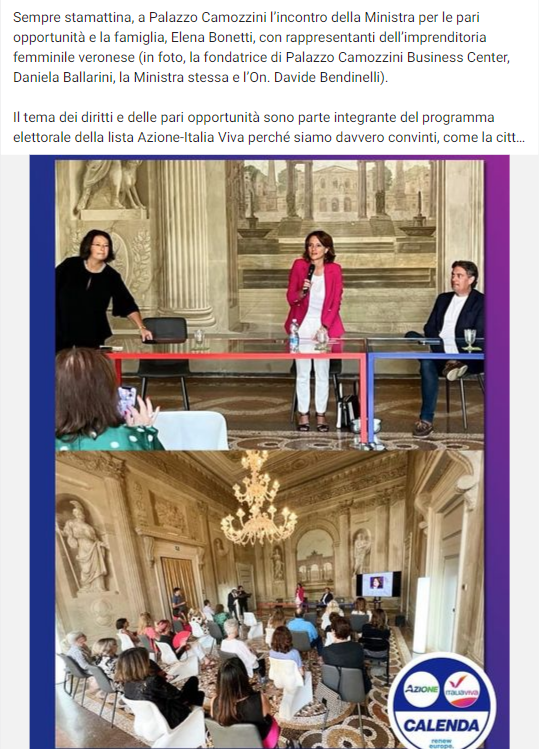 Sempre stamattina, a Palazzo Camozzini l’incontro della Ministra per le pari
opportunità e la famiglia, Elena Bonetti, con rappresentanti dell’imprenditoria
femminile veronese (in foto, la fondatrice di Palazzo Camozzini Business Center,
Daniela Ballarini, la Ministra stessa e l’On. Davide Bendinelli).
Il tema dei diritti e delle pari opportunità sono parte integrante del programma
elettorale della lista Azione-Italia Viva perché siamo davvero convinti, come la citt...
AZIONE
ITALIA VIVA
CALENDA
renew
europe.